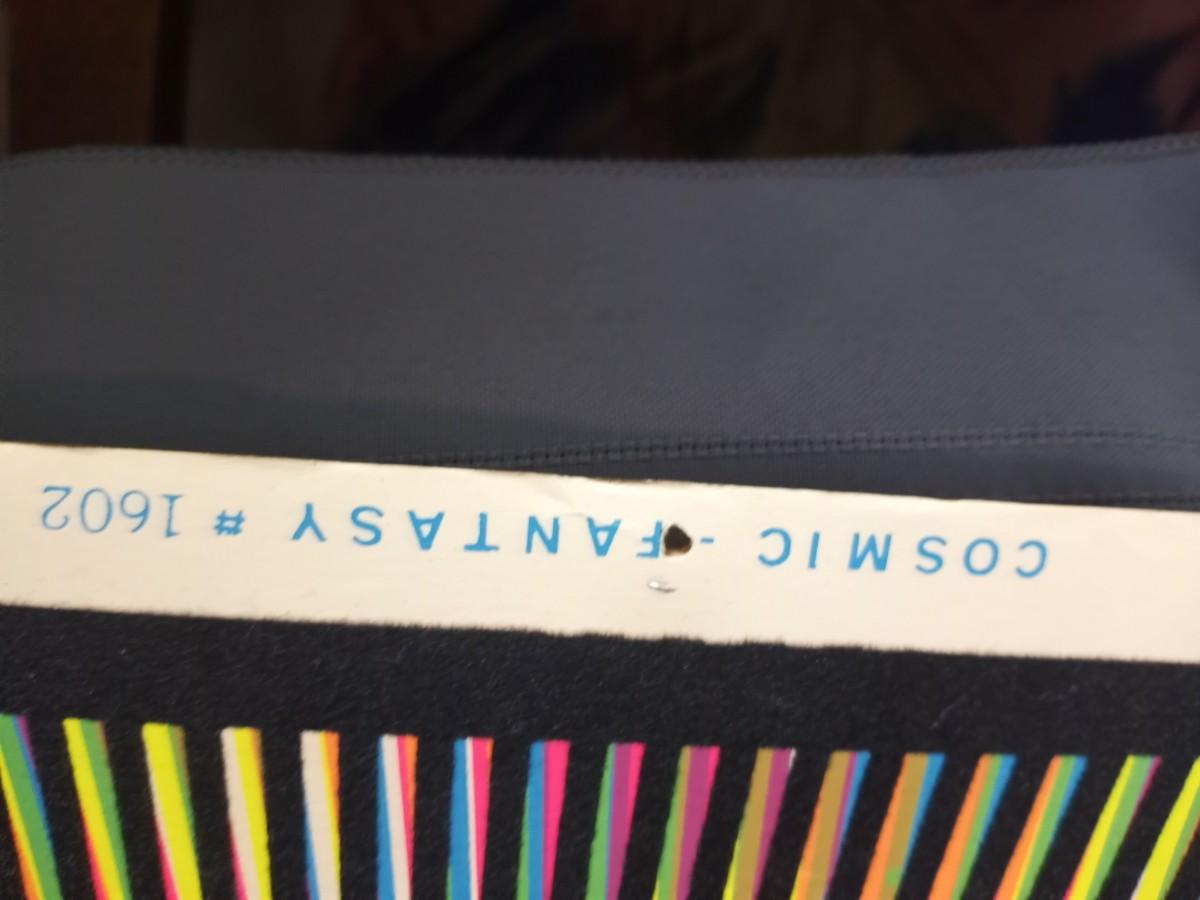 COSMIC - FANTASY # 1602